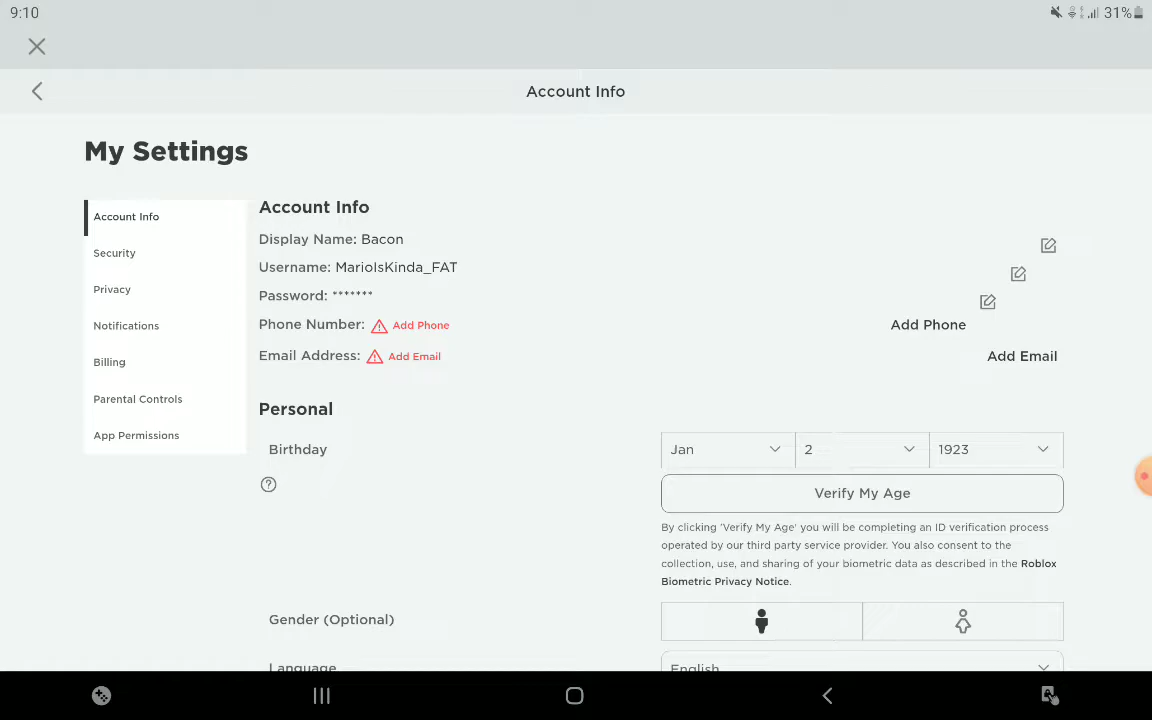 9:10
31%
Account Info
My Settings
Account Info
Security
Privacy
Notifications
Billing
Parental Controls
App Permissions
Account Info
Display Name: Bacon
Username: MarioIsKinda_FAT
Password: *******
Phone Number: Add Phone
Add Phone
Email Address: Add Email
Add Email
Personal
Birthday
Jan 2 1923
Verify My Age
By clicking 'Verify My Age' you will be completing an ID verification process
operated by our third party service provider. You also consent to the
collection, use, and sharing of your biometric data as described in the Roblox
Biometric Privacy Notice.
Gender (Optional)
Language
English